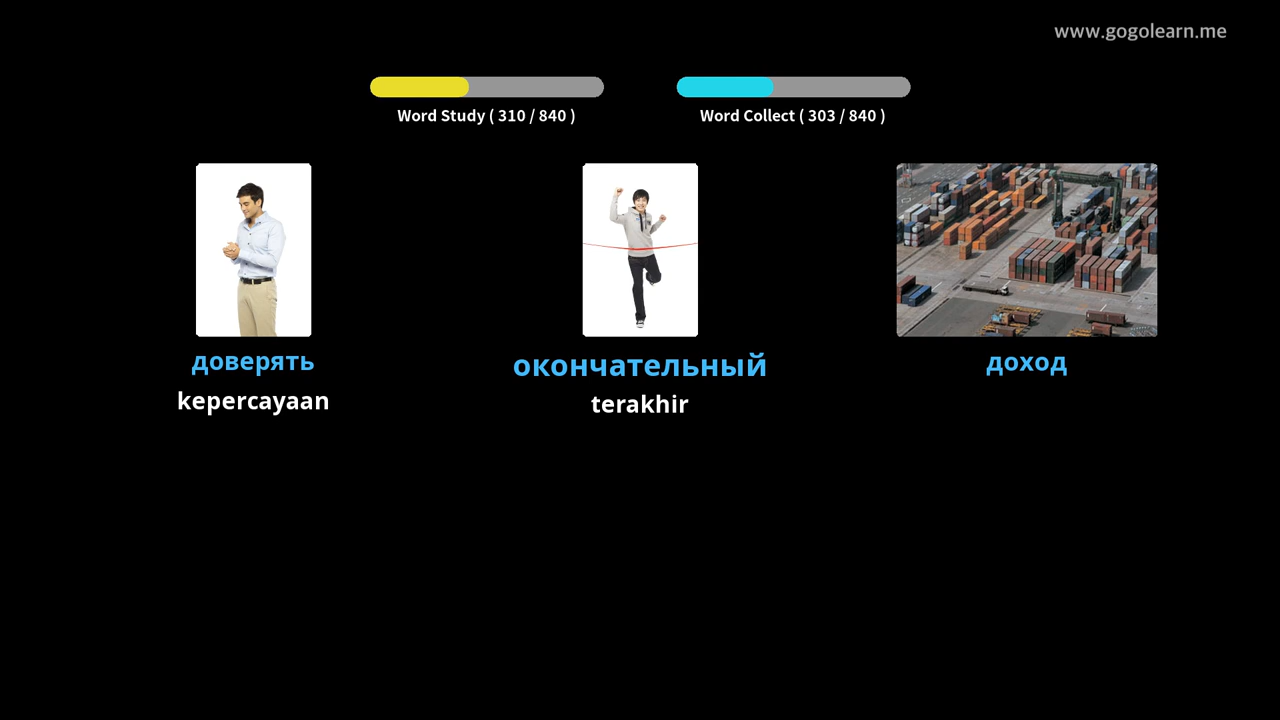 www.gogolearn.me
Word Study ( 310 / 840 )
Word Collect ( 303 / 840 )
доверять
kepercayaan
окончательный
terakhir
доход